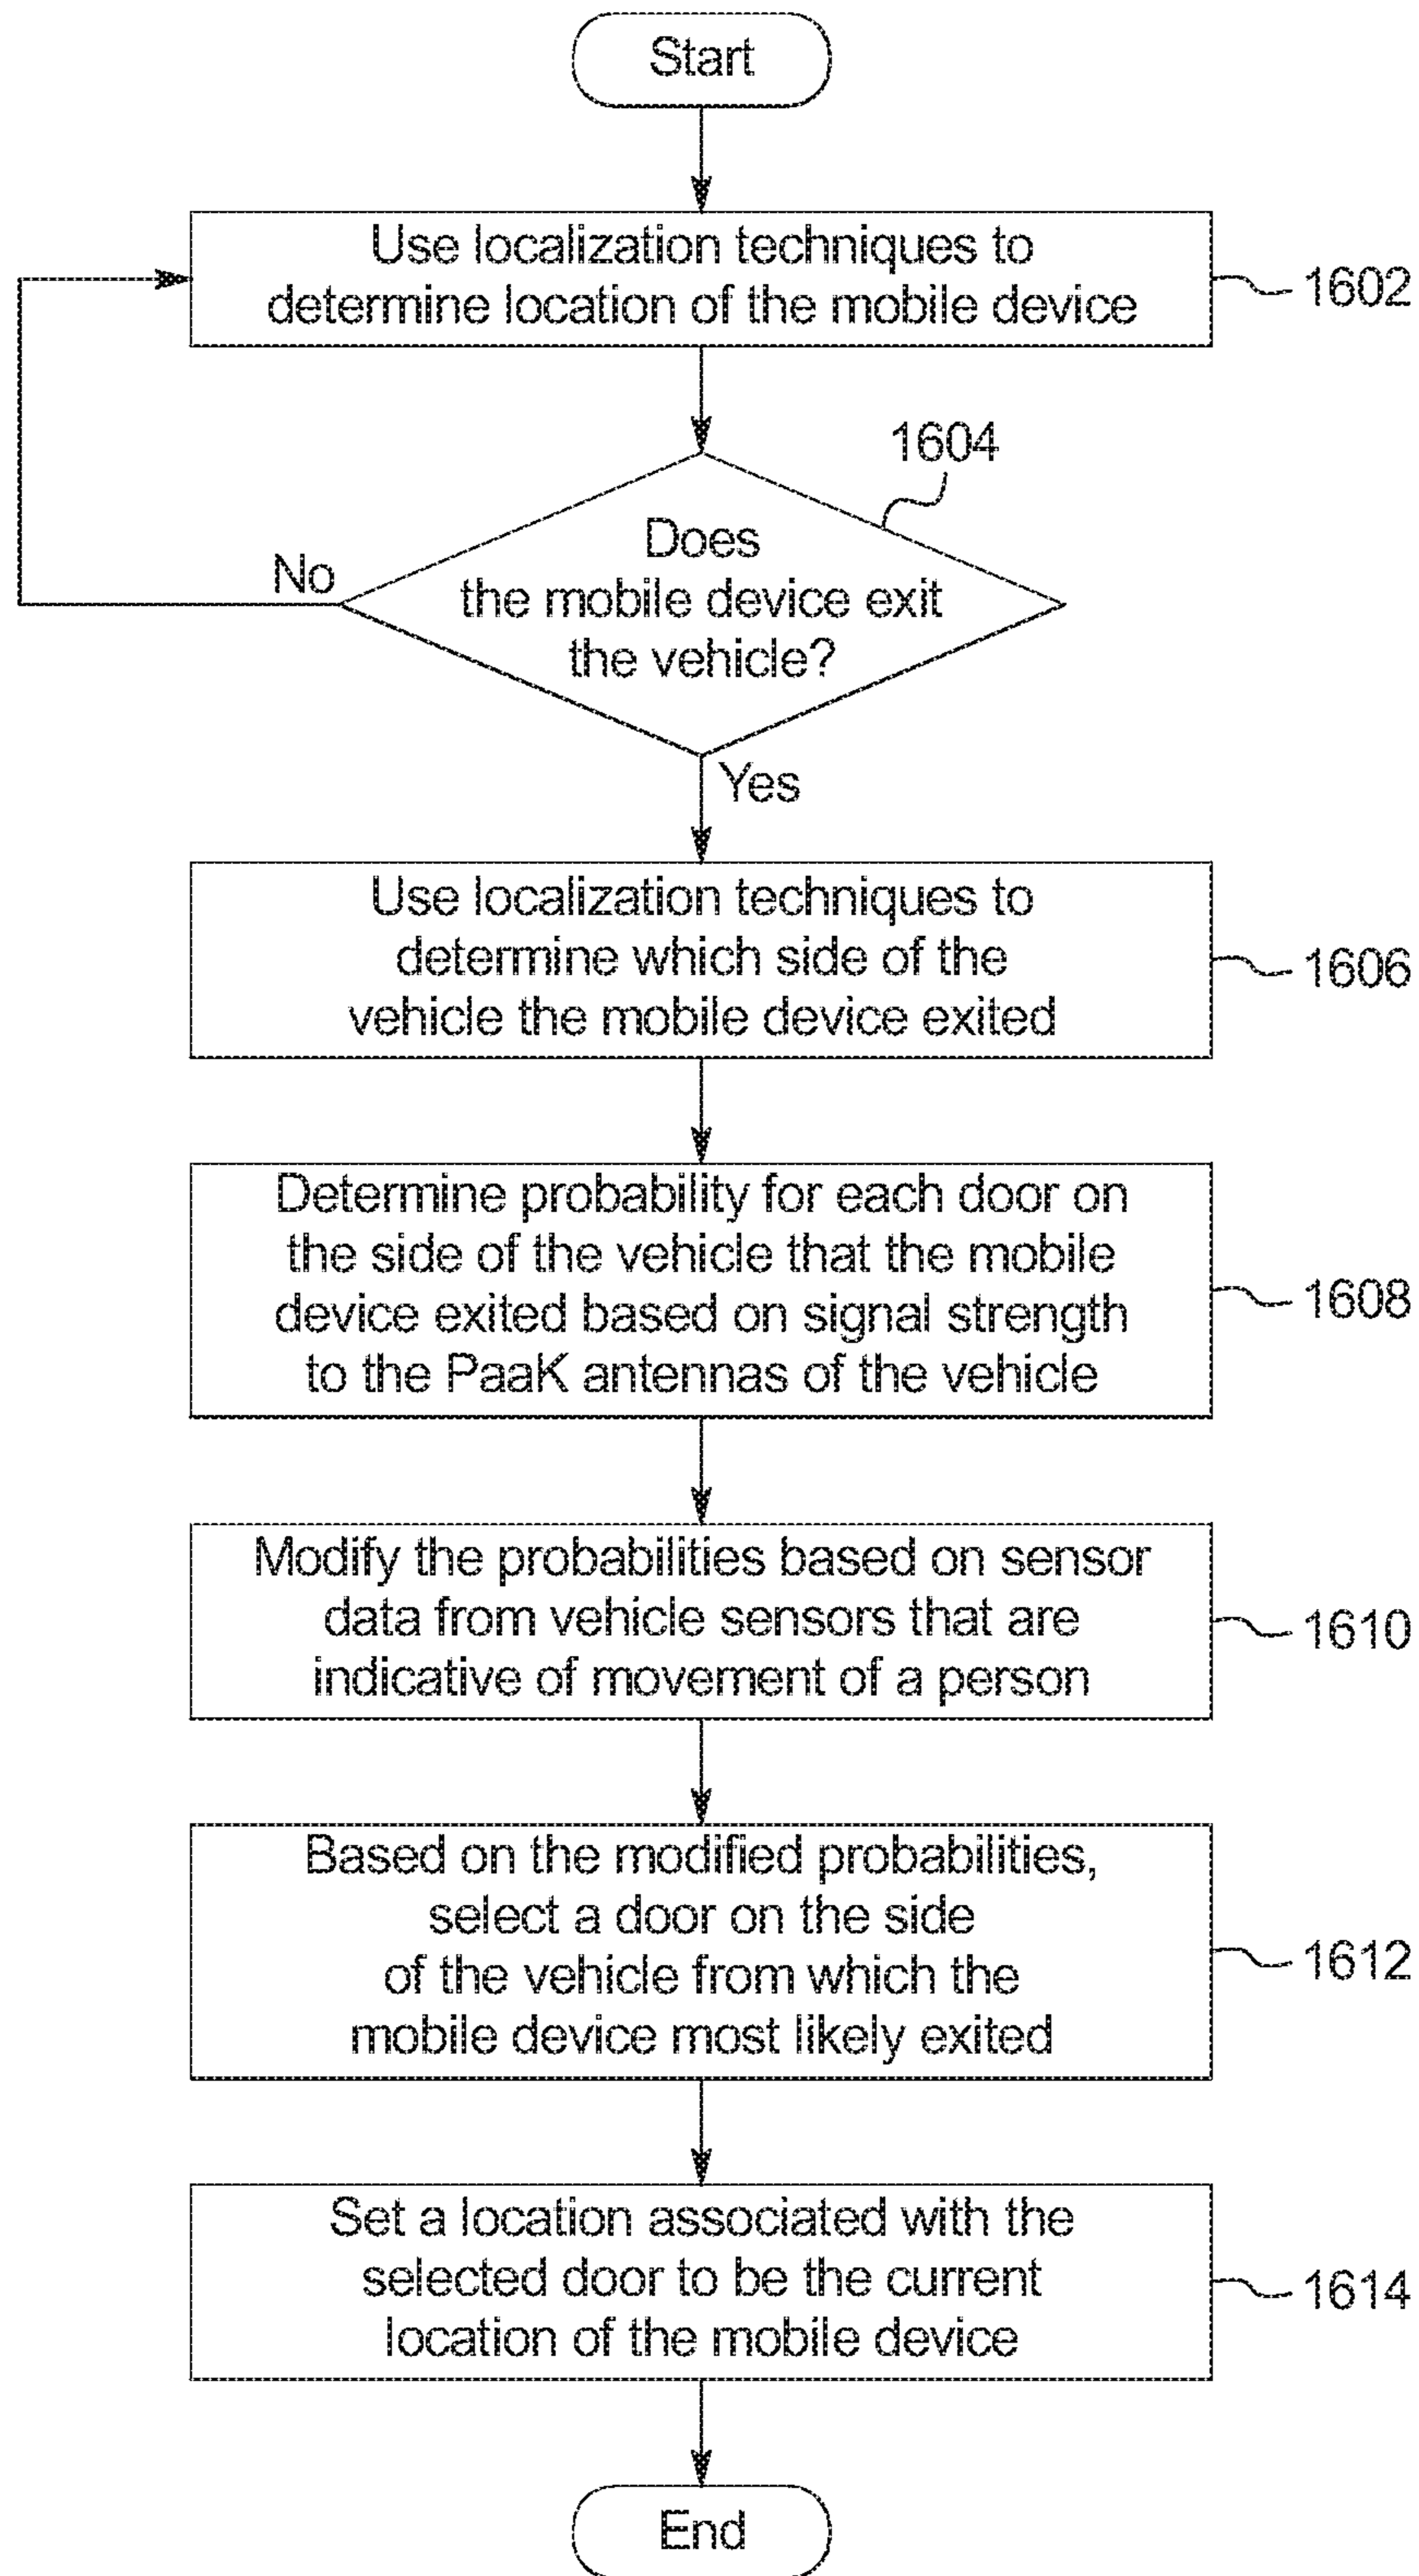 Start
Use localization techniques to
determine location of the mobile device
1602
1604
Does
the mobile device exit
the vehicle?
No
Yes
Use localization techniques to
determine which side of the
vehicle the mobile device exited
1606
Determine probability for each door on
the side of the vehicle that the mobile
device exited based on signal strength
to the PaaK antennas of the vehicle
1608
Modify the probabilities based on sensor
data from vehicle sensors that are
indicative of movement of a person
1610
Based on the modified probabilities,
select a door on the side
of the vehicle from which the
mobile device most likely exited
1612
Set a location associated with the
selected door to be the current
location of the mobile device
1614
End